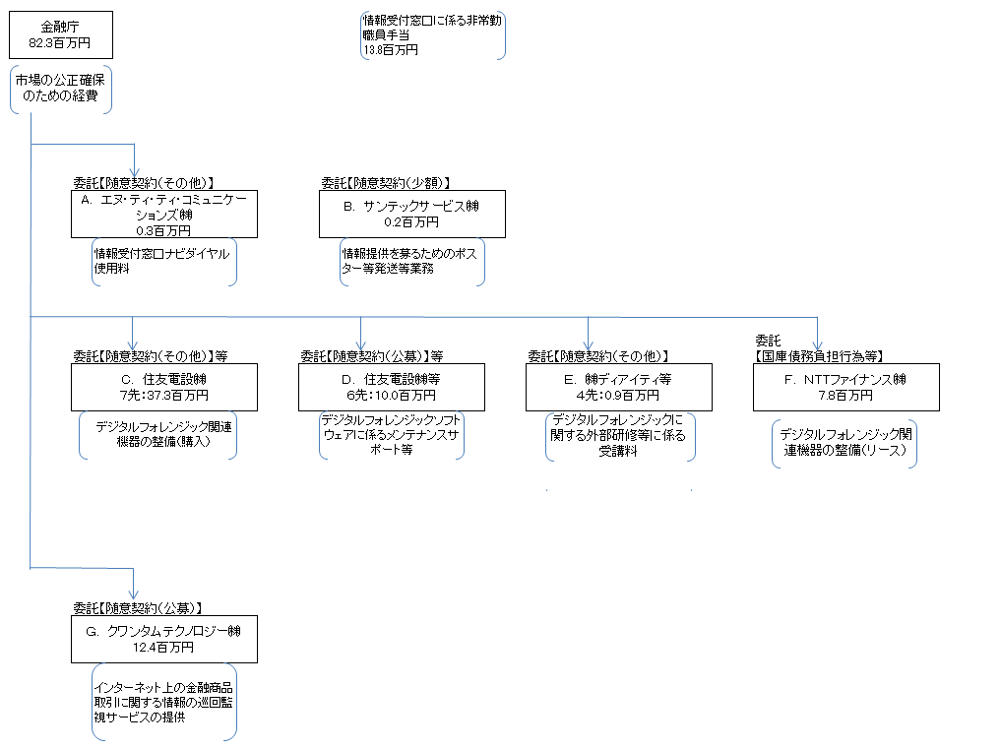 金融庁
82.3百万円
市場の公正確保
のための経費
情報受付窓口に係る非常勤
職員手当
13.8百万円
委託【随意契約（その他）】
A. エヌ・ティ・ティ・コミュニケー
ションズ㈱
0.3百万円
情報受付窓口ナビダイヤル
使用料
委託【随意契約（少額）】
B. サンテックサービス㈱
0.2百万円
情報提供を募るためのポス
ター等発送等業務
委託【随意契約（その他）】等
C. 住友電設㈱
7先：37.3百万円
デジタルフォレンジック関連
機器の整備（購入）
委託【随意契約（公募）】等
D. 住友電設㈱等
6先：10.0百万円
デジタルフォレンジックソフト
ウェアに係るメンテナンスサ
ポート等
委託【随意契約（その他）】
E. ㈱ディアイティ等
4先：0.9百万円
デジタルフォレンジックに
関する外部研修等に係る
受講料
委託
【国庫債務負担行為等】
F. NTTファイナンス㈱
7.8百万円
デジタルフォレンジック関
連機器の整備（リース）
委託【随意契約（公募）】
G. クワンタムテクノロジー㈱
12.4百万円
インターネット上の金融商品
取引に関する情報の巡回監
視サービスの提供